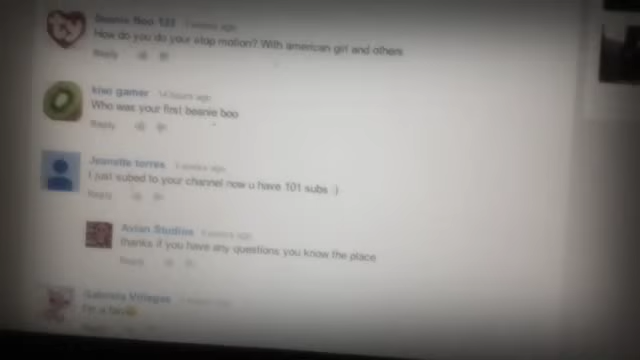 ty
Beanie Boo 123 3 weeks ago
How do you do your stop motion? With american girl and others
Reply
kiwi gamer 14 hours ago
Who was your first beanie boo
Reply
Jeanette torres 3 weeks ago
I just subed to your channel now u have 101 subs :)
Reply
Avian Studios weeks ago
thanks if you have any questions you know the place
Reply
Gabriela Villegas
I'm a fan
Reply